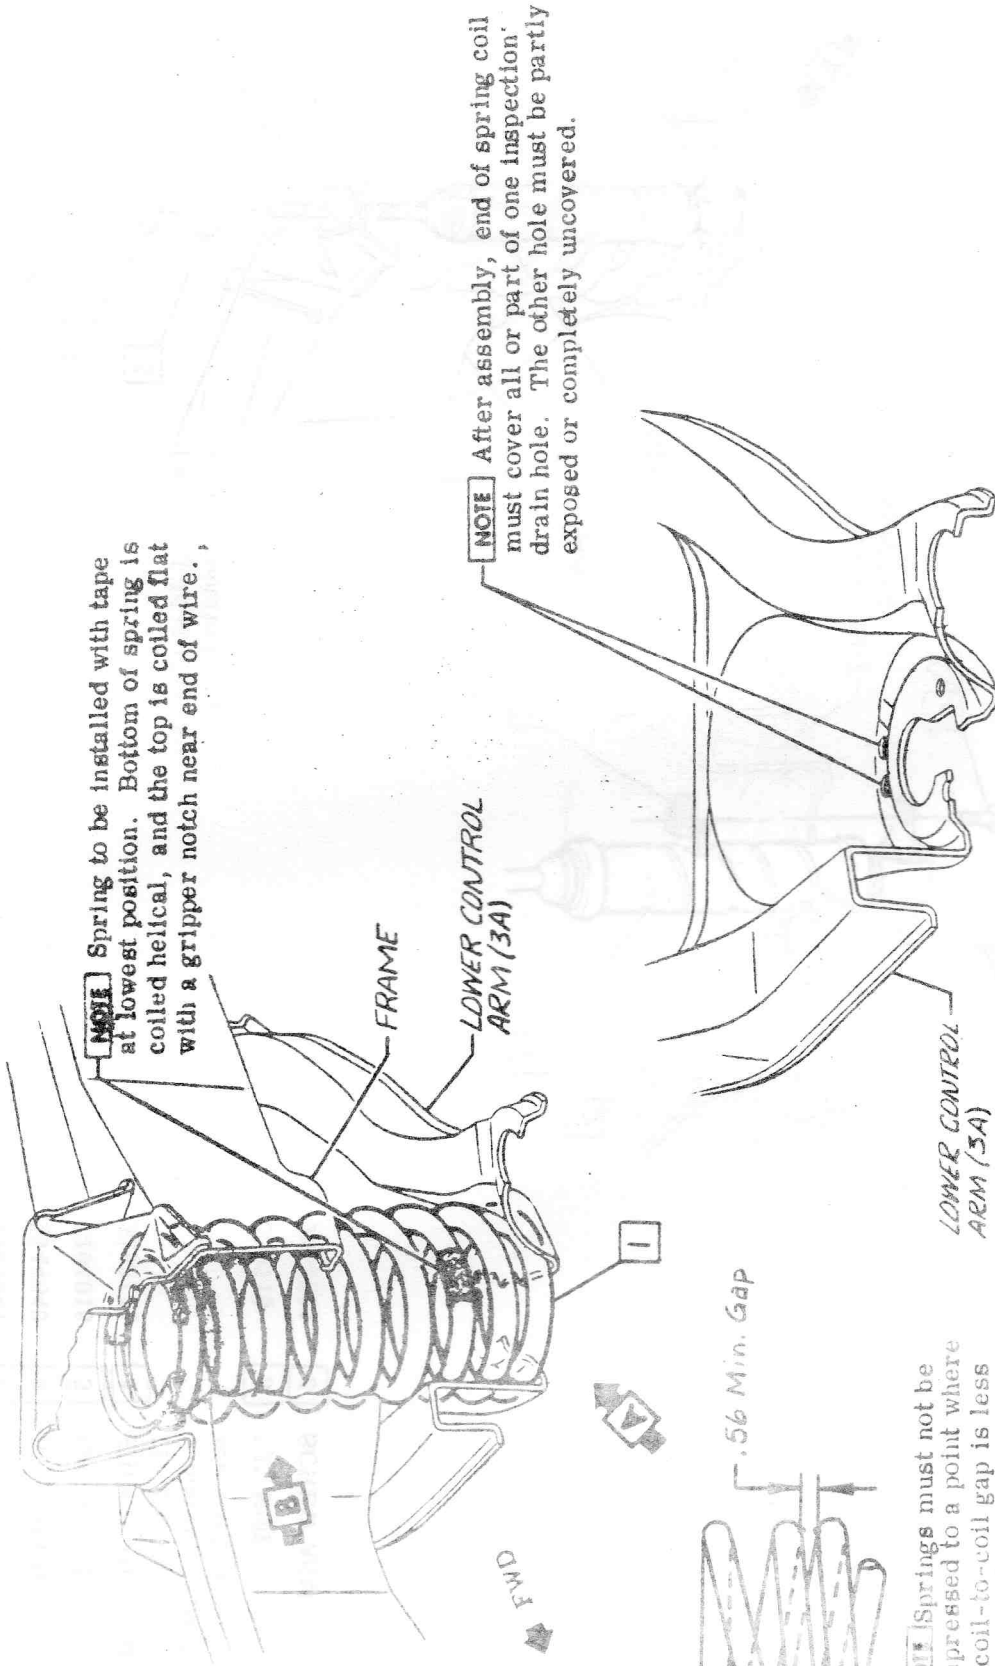 NOTE Spring to be installed with tape
at lowest position. Bottom of spring is
coiled helical, and the top is coiled flat
with a gripper notch near end of wire.
FRAME
LOWER CONTROL
ARM (3A)
1
B
A
FWD
NOTE After assembly, end of spring coil
must cover all or part of one inspection
drain hole. The other hole must be partly
exposed or completely uncovered.
LOWER CONTROL
ARM (3A)
.56 Min. Gap
Springs must not be
pressed to a point where
coil-to-coil gap is less